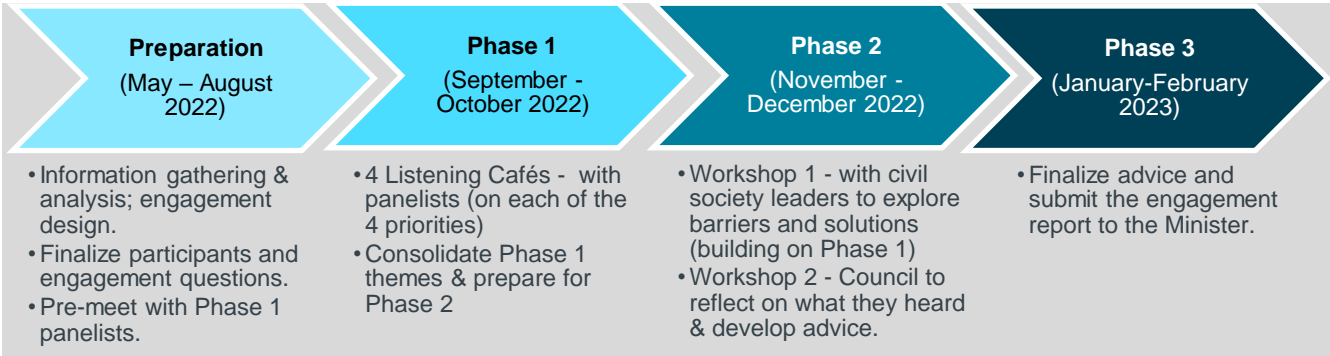 Preparation
(May – August
2022)
• Information gathering &
analysis; engagement
design.
• Finalize participants and
engagement questions.
• Pre-meet with Phase 1
panelists.
Phase 1
(September -
October 2022)
• 4 Listening Cafés - with
panelists (on each of the
4 priorities)
• Consolidate Phase 1
themes & prepare for
Phase 2
Phase 2
(November -
December 2022)
• Workshop 1 - with civil
society leaders to explore
barriers and solutions
(building on Phase 1)
• Workshop 2 - Council to
reflect on what they heard
& develop advice.
Phase 3
(January-February
2023)
• Finalize advice and
submit the engagement
report to the Minister.